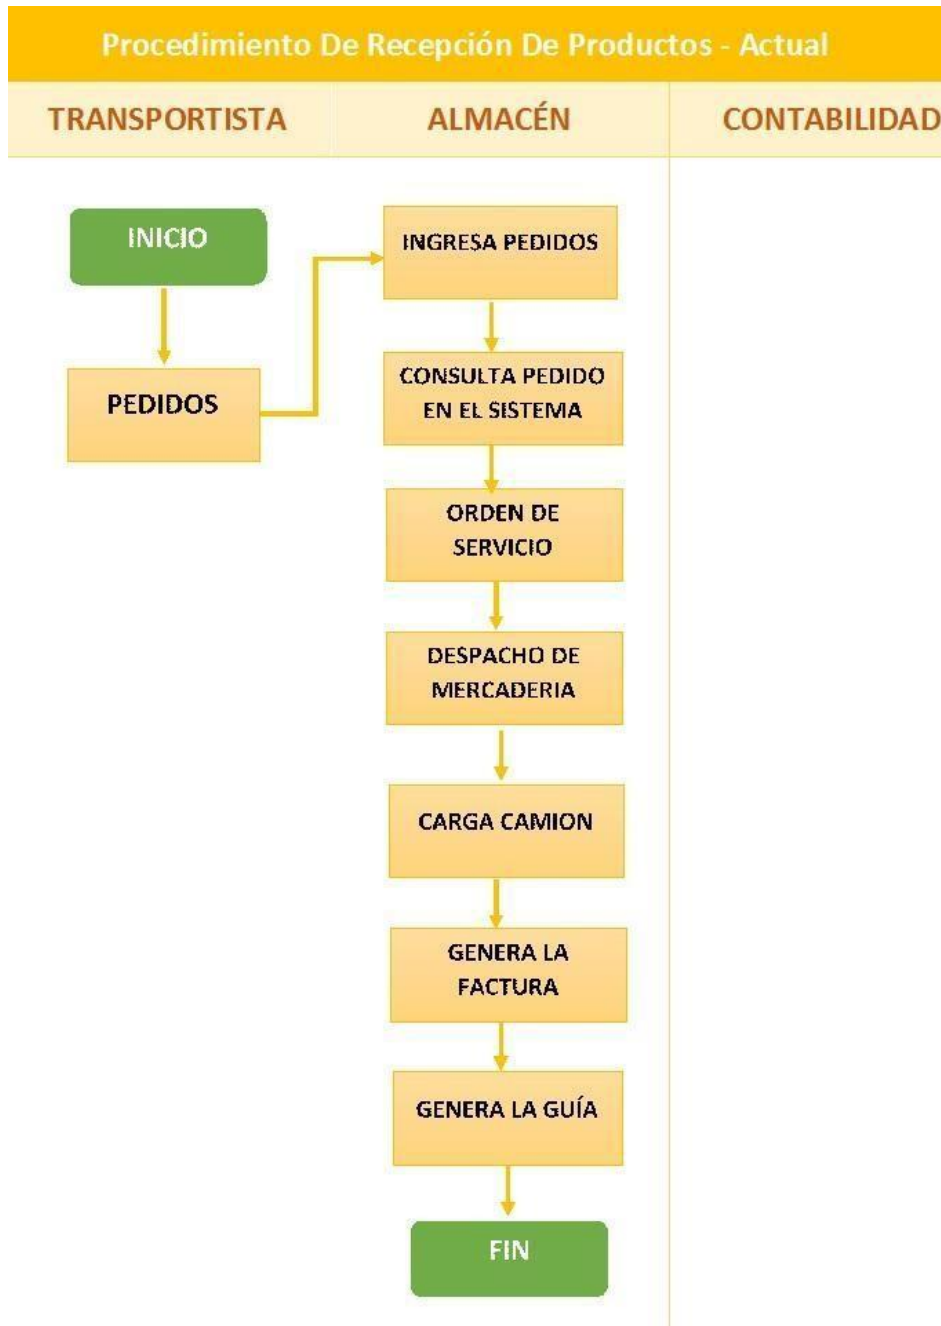 Procedimiento De Recepción De Productos - Actual
TRANSPORTISTA
ALMACÉN
CONTABILIDAD
INICIO
PEDIDOS
INGRESA PEDIDOS
CONSULTA PEDIDO
EN EL SISTEMA
ORDEN DE
SERVICIO
DESPACHO DE
MERCADERIA
CARGA CAMION
GENERA LA
FACTURA
GENERA LA GUÍA
FIN